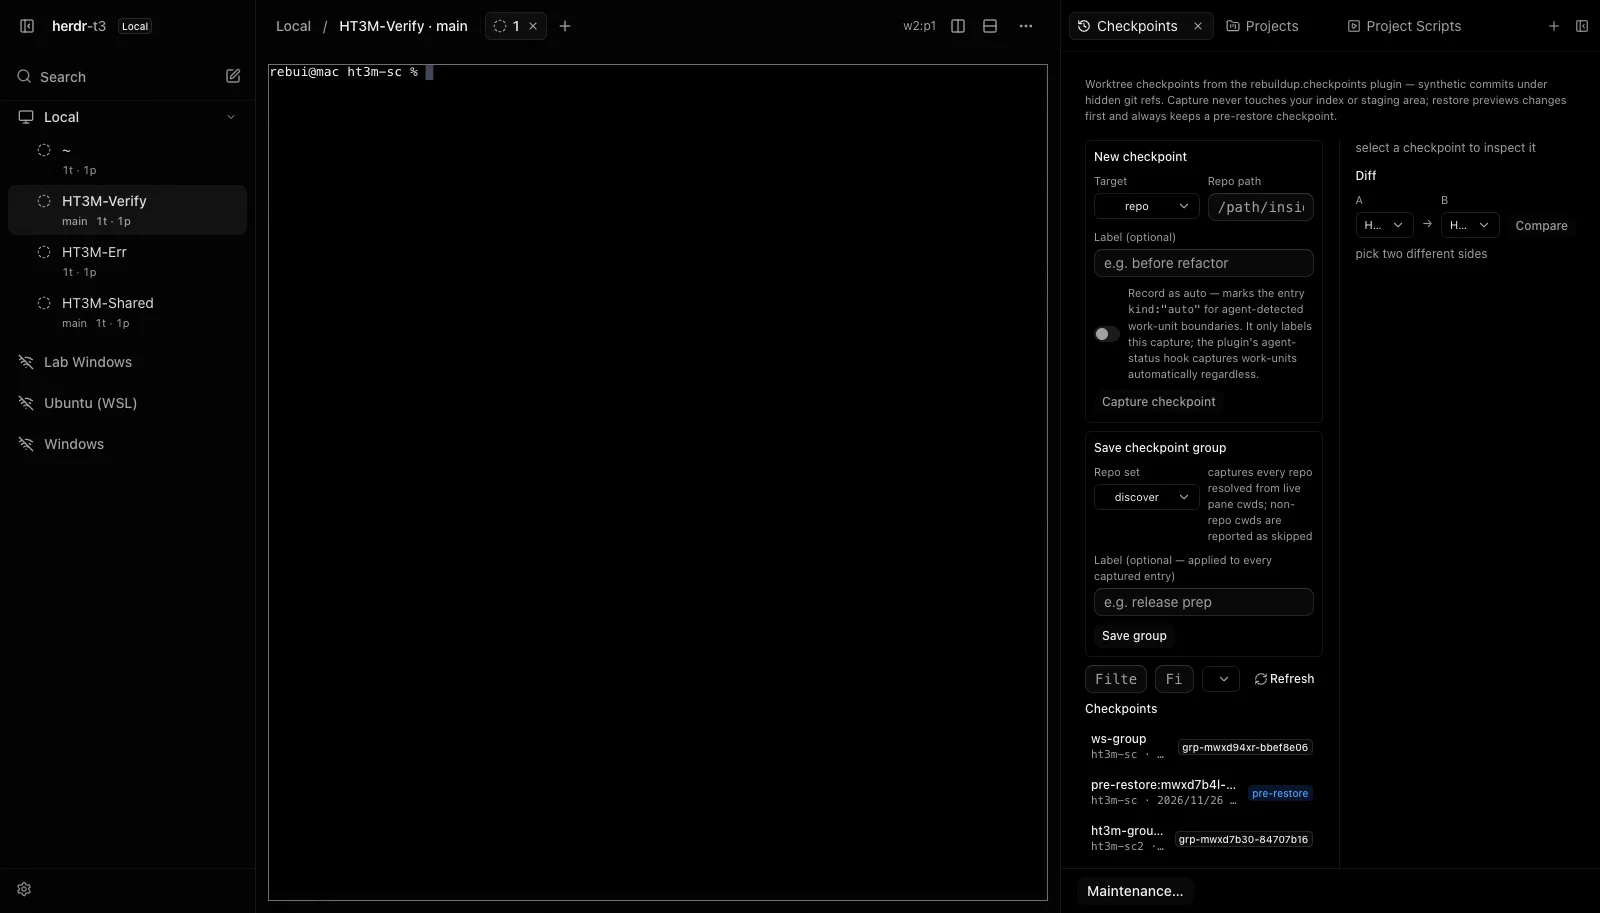 herdr-t3 Local
Search
Local
~
1t · 1p
HT3M-Verify
main 1t · 1p
HT3M-Err
1t · 1p
HT3M-Shared
main 1t · 1p
Lab Windows
Ubuntu (WSL)
Windows
Local / HT3M-Verify · main
1
w2:p1
rebui@mac ht3m-sc %
Checkpoints
Projects
Project Scripts
Worktree checkpoints from the rebuildup.checkpoints plugin — synthetic commits under
hidden git refs. Capture never touches your index or staging area; restore previews changes
first and always keeps a pre-restore checkpoint.
New checkpoint
Target
Repo path
repo
/path/insi
Label (optional)
e.g. before refactor
Record as auto — marks the entry
kind:"auto" for agent-detected
work-unit boundaries. It only labels
this capture; the plugin's agent-
status hook captures work-units
automatically regardless.
Capture checkpoint
Save checkpoint group
Repo set
discover
captures every repo
resolved from live
pane cwds; non-
repo cwds are
reported as skipped
Label (optional — applied to every
captured entry)
e.g. release prep
Save group
Filte
Fi
Refresh
Checkpoints
ws-group
ht3m-sc · …
grp-mwxd94xr-bbef8e06
pre-restore:mwxd7b4l-...
ht3m-sc · 2026/11/26 …
pre-restore
ht3m-grou...
ht3m-sc2 ·…
grp-mwxd7b30-84707b16
Maintenance...
select a checkpoint to inspect it
Diff
A
B
H...
→
H...
Compare
pick two different sides